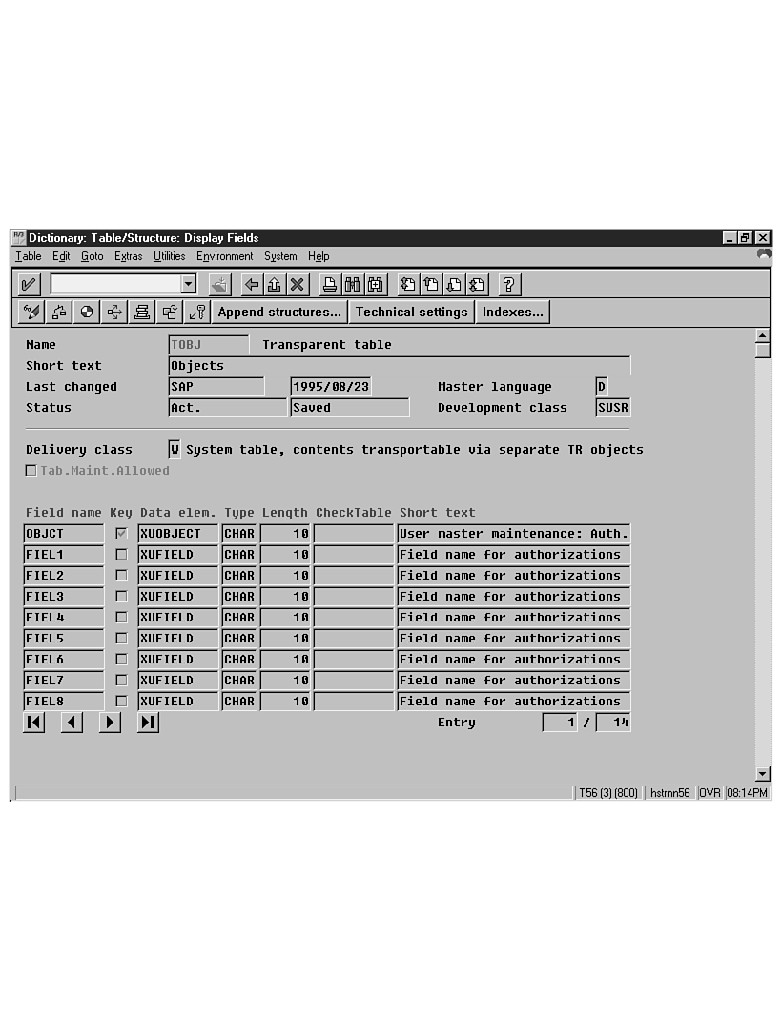 Dictionary: Table/Structure: Display Fields
Table Edit Goto Extras Utilities Environment System Help
Append structures... Technical settings Indexes...
Name TOBJ Transparent table
Short text Objects
Last changed SAP 1995/08/23 Master language D
Status Act. Saved Development class SUSR
Delivery class W System table, contents transportable via separate TR objects
Tab.Maint.Allowed
Field name Key Data elem. Type Length CheckTable Short text
OBJCT XUOBJECT CHAR 10 User master maintenance: Auth.
FIEL1 XUFIELD CHAR 10 Field name for authorizations
FIEL2 XUFIELD CHAR 10 Field name for authorizations
FIEL3 XUFIELD CHAR 10 Field name for authorizations
FIEL4 XUFIELD CHAR 10 Field name for authorizations
FIEL5 XUFIELD CHAR 10 Field name for authorizations
FIEL6 XUFIELD CHAR 10 Field name for authorizations
FIEL7 XUFIELD CHAR 10 Field name for authorizations
FIEL8 XUFIELD CHAR 10 Field name for authorizations
Entry 1 / 14
T56 (3) (800) OVR 08:14PM